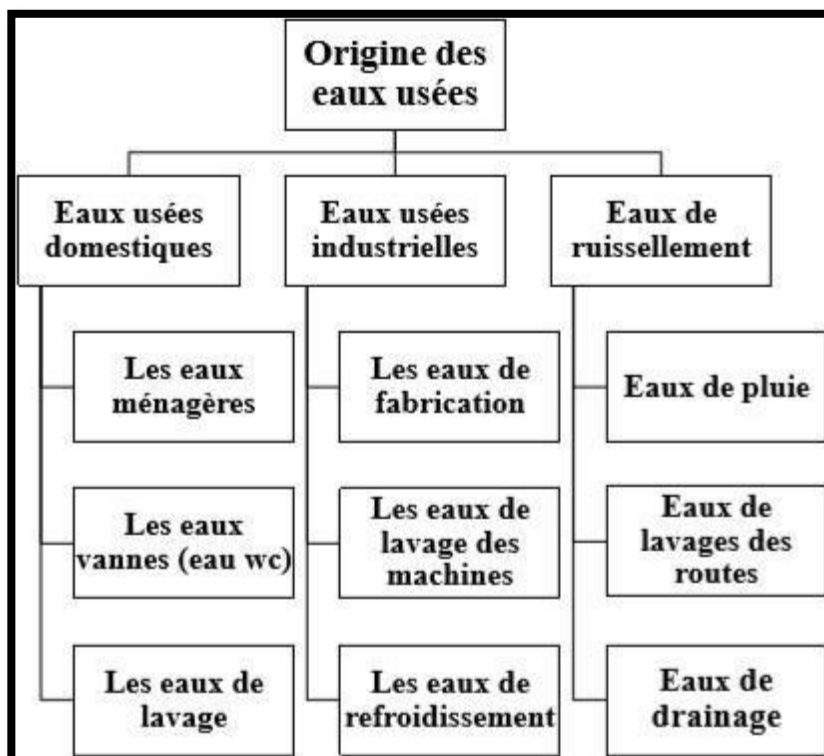 Origine des
eaux usées
Eaux usées
domestiques
Eaux usées
industrielles
Eaux de
ruissellement
Les eaux
ménagères
Les eaux de
fabrication
Eaux de pluie
Les eaux
vannes (eau wc)
Les eaux de
lavage des
machines
Eaux de
lavages des
routes
Les eaux de
lavage
Les eaux de
refroidissement
Eaux de
drainage